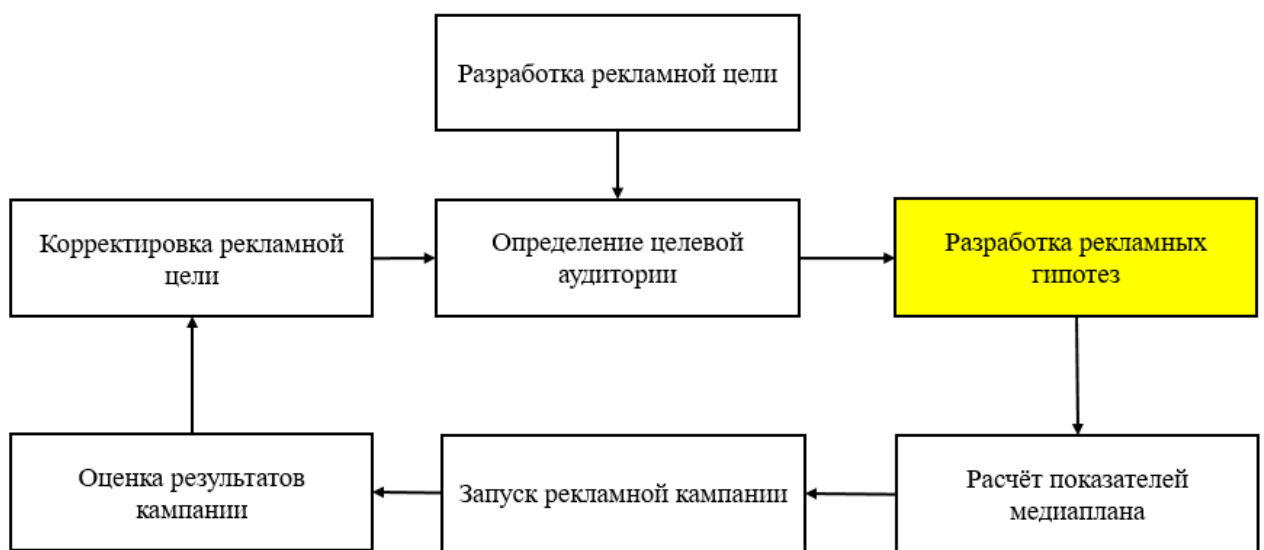 Разработка рекламной цели
Корректировка рекламной
цели
Определение целевой
аудитории
Разработка рекламных
гипотез
Оценка результатов
кампании
Запуск рекламной кампании
Расчёт показателей
медиаплана